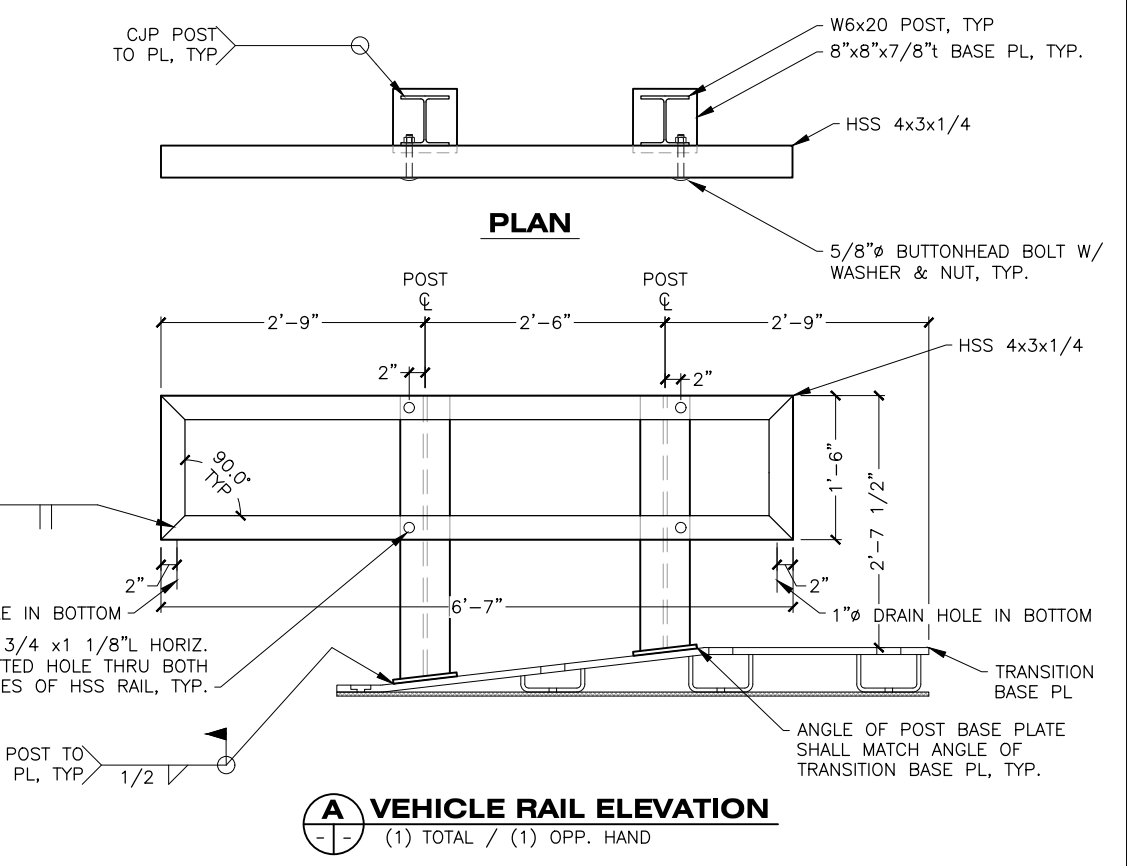 CJP POST
TO PL, TYP
W6x20 POST, TYP
8"x8"x7/8"t BASE PL, TYP.
HSS 4x3x1/4
PLAN
5/8"ø BUTTONHEAD BOLT W/
WASHER & NUT, TYP.
POST
℄
POST
℄
2'-9"
2'-6"
2'-9"
HSS 4x3x1/4
2"
2"
90.0°
TYP
1'-6"
2'-7 1/2"
2"
2"
E IN BOTTOM
6'-7"
1"ø DRAIN HOLE IN BOTTOM
3/4 x1 1/8"L HORIZ.
TED HOLE THRU BOTH
ES OF HSS RAIL, TYP.
TRANSITION
BASE PL
ANGLE OF POST BASE PLATE
SHALL MATCH ANGLE OF
TRANSITION BASE PL, TYP.
POST TO
PL, TYP
1/2
A
- -
VEHICLE RAIL ELEVATION
(1) TOTAL / (1) OPP. HAND